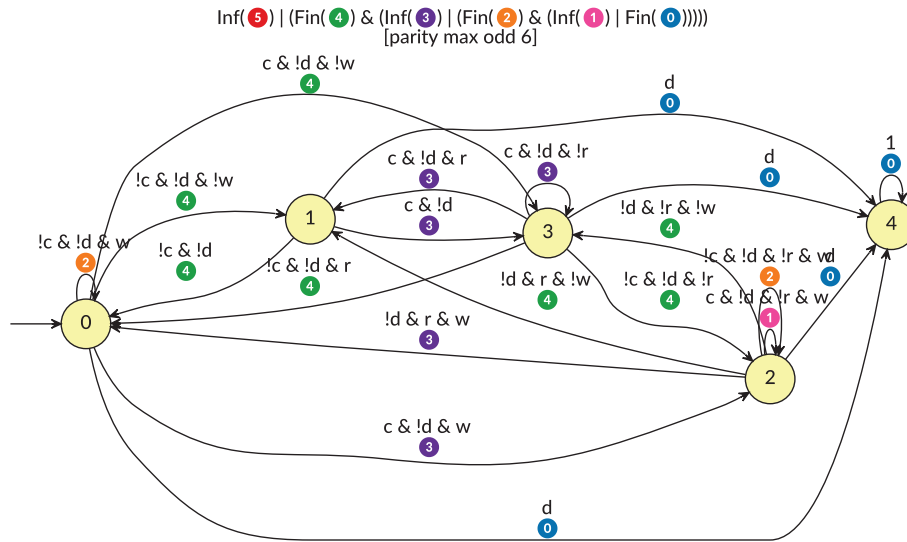 Inf(5) | (Fin(4) & (Inf(3) | (Fin(2) & (Inf(1) | Fin(0)))))
[parity max odd 6]
c & !d & !w
4
d
0
c & !d & r
3
c & !d & !r
3
d
0
1
0
!c & !d & !w
4
1
c & !d
3
3
!d & !r & !w
4
4
!c & !d & w
2
!c & !d
4
!c & !d & r
4
!d & r & !w
4
!c & !d & !r
4
!c & !d & !r & w
2
d
0
c & !d & !r & w
1
0
!d & r & w
3
2
c & !d & w
3
d
0